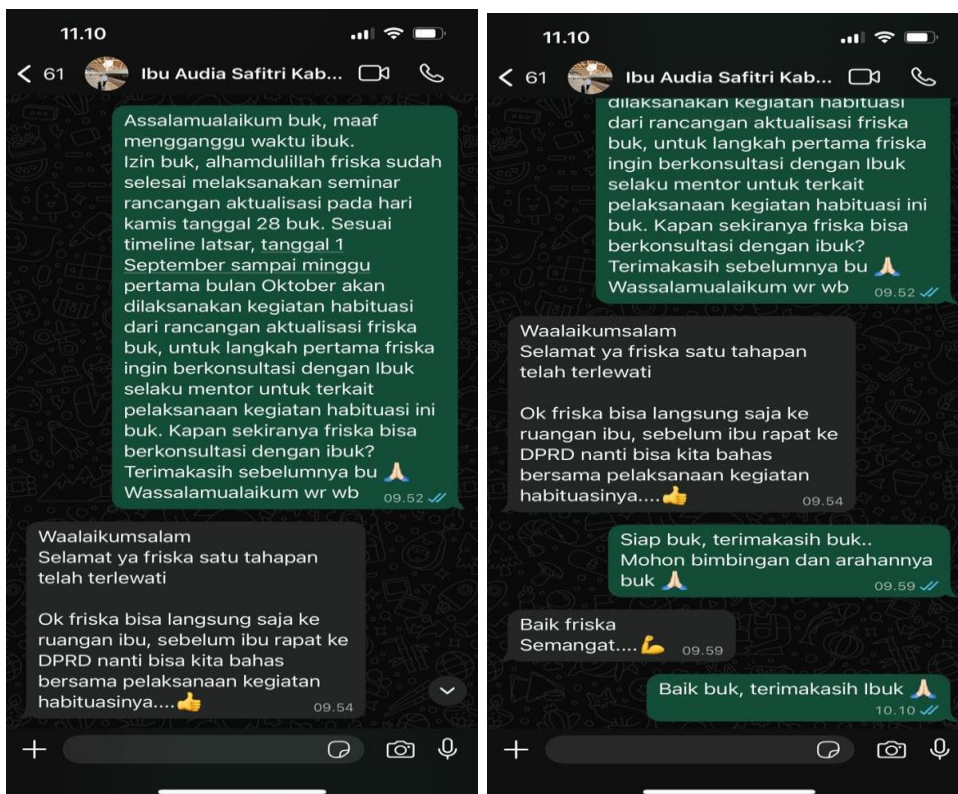 11.10
61
Ibu Audia Safitri Kab...
Assalamualaikum buk, maaf
mengganggu waktu ibuk.
Izin buk, alhamdulillah friska sudah
selesai melaksanakan seminar
rancangan aktualisasi pada hari
kamis tanggal 28 buk. Sesuai
timeline latsar, tanggal 1
September sampai minggu
pertama bulan Oktober akan
dilaksanakan kegiatan habituasi
dari rancangan aktualisasi friska
buk, untuk langkah pertama friska
ingin berkonsultasi dengan Ibuk
selaku mentor untuk terkait
pelaksanaan kegiatan habituasi ini
buk. Kapan sekiranya friska bisa
berkonsultasi dengan ibuk?
Terimakasih sebelumnya bu 🙏🏻
Wassalamualaikum wr wb
09.52
Waalaikumsalam
Selamat ya friska satu tahapan
telah terlewati
Ok friska bisa langsung saja ke
ruangan ibu, sebelum ibu rapat ke
DPRD nanti bisa kita bahas
bersama pelaksanaan kegiatan
habituasinya....👍
09.54
11.10
61
Ibu Audia Safitri Kab...
dilaksanakan kegiatan habituasi
dari rancangan aktualisasi friska
buk, untuk langkah pertama friska
ingin berkonsultasi dengan Ibuk
selaku mentor untuk terkait
pelaksanaan kegiatan habituasi ini
buk. Kapan sekiranya friska bisa
berkonsultasi dengan ibuk?
Terimakasih sebelumnya bu 🙏🏻
Wassalamualaikum wr wb
09.52
Waalaikumsalam
Selamat ya friska satu tahapan
telah terlewati
Ok friska bisa langsung saja ke
ruangan ibu, sebelum ibu rapat ke
DPRD nanti bisa kita bahas
bersama pelaksanaan kegiatan
habituasinya....👍
09.54
Siap buk, terimakasih buk..
Mohon bimbingan dan arahannya
buk 🙏🏻
09.59
Baik friska
Semangat....💪
09.59
Baik buk, terimakasih Ibuk 🙏🏻
10.10